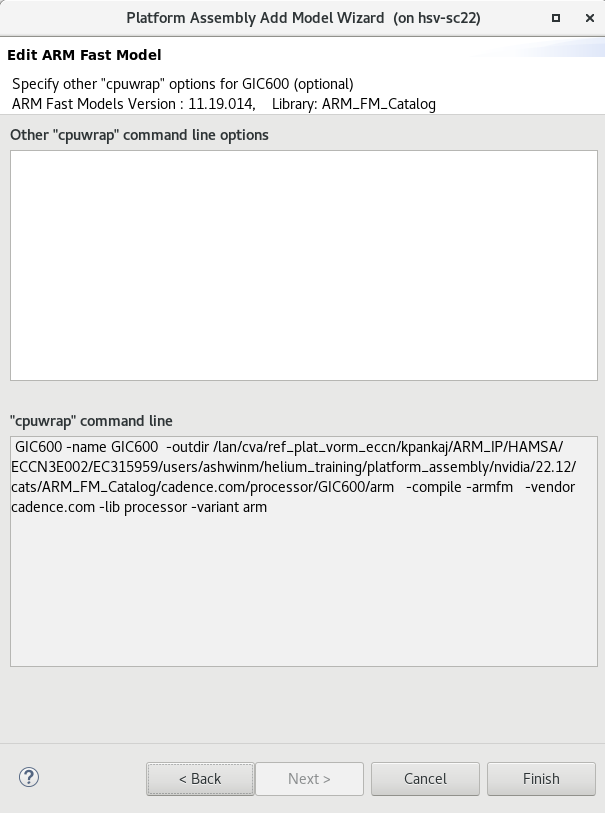 Platform Assembly Add Model Wizard  (on hsv-sc22)
Edit ARM Fast Model
Specify other "cpuwrap" options for GIC600 (optional)
ARM Fast Models Version : 11.19.014,    Library: ARM_FM_Catalog
Other "cpuwrap" command line options
"cpuwrap" command line
GIC600 -name GIC600  -outdir /lan/cva/ref_plat_vorm_eccn/kpankaj/ARM_IP/HAMSA/
ECCN3E002/EC315959/users/ashwinm/helium_training/platform_assembly/nvidia/22.12/
cats/ARM_FM_Catalog/cadence.com/processor/GIC600/arm   -compile -armfm   -vendor
cadence.com -lib processor -variant arm
?
< Back
Next >
Cancel
Finish